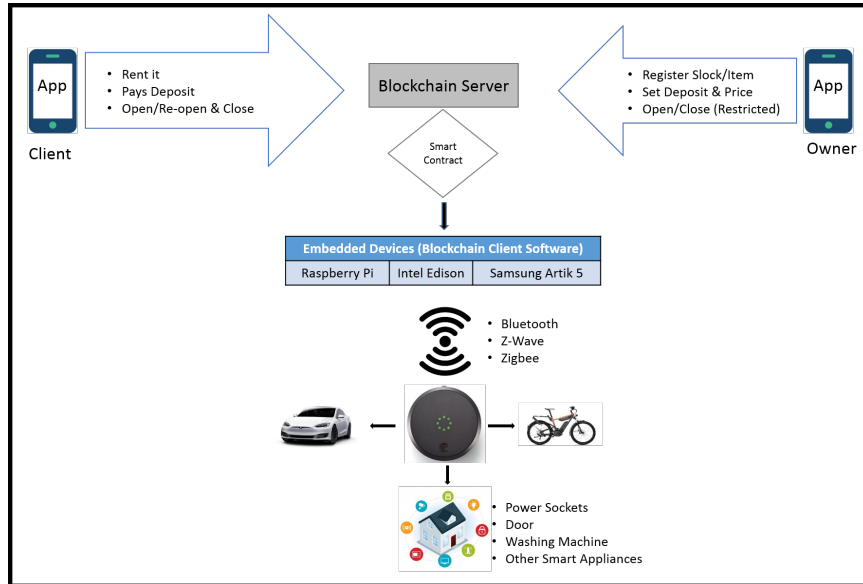 App
Client
• Rent it
• Pays Deposit
• Open/Re-open & Close
Blockchain Server
Smart
Contract
• Register Slock/Item
• Set Deposit & Price
• Open/Close (Restricted)
App
Owner
Embedded Devices (Blockchain Client Software)
Raspberry Pi
Intel Edison
Samsung Artik 5
• Bluetooth
• Z-Wave
• Zigbee
• Power Sockets
• Door
• Washing Machine
• Other Smart Appliances